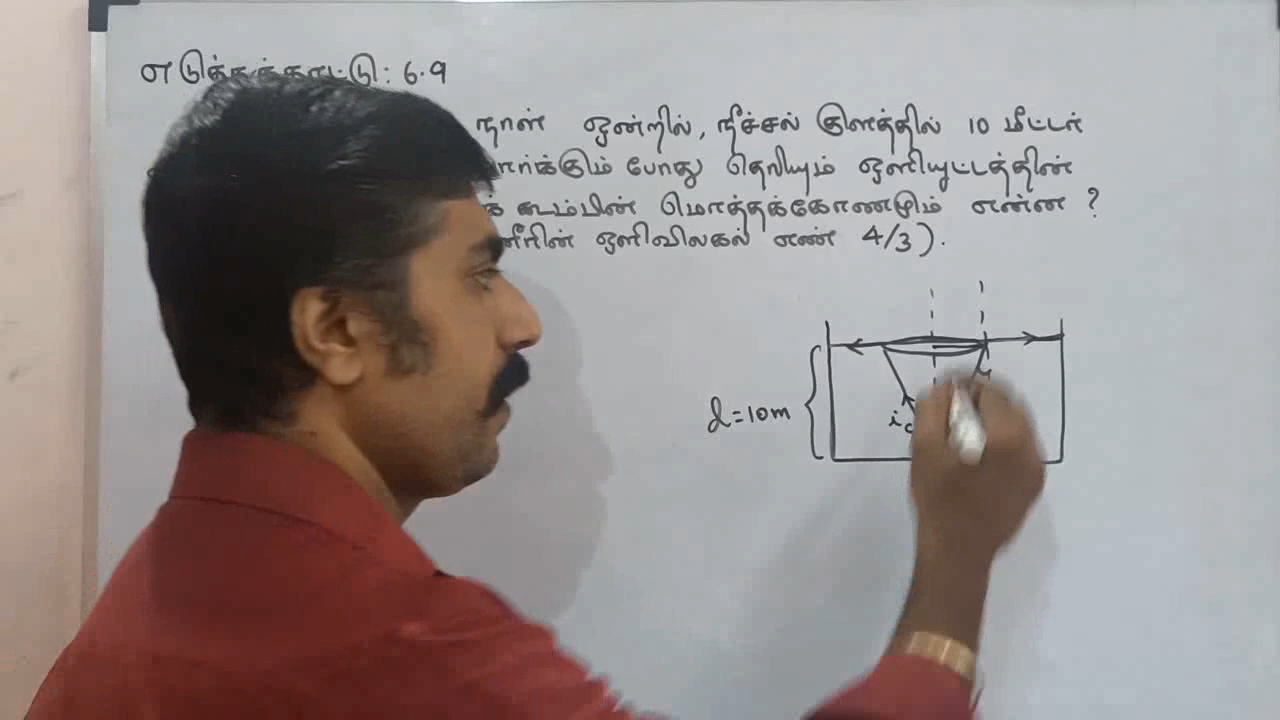 எடுத்துக்காட்டு: 6.9
நாள் ஒன்றில், நீச்சல் குளத்தில் 10 மீட்டர்
போது தெரியும் ஒளியூட்டத்தின்
கூம்பின் மொத்தக்கோணமும் என்ன?
ஒளிவிலகல் எண் 4/3).
d=10m
ic